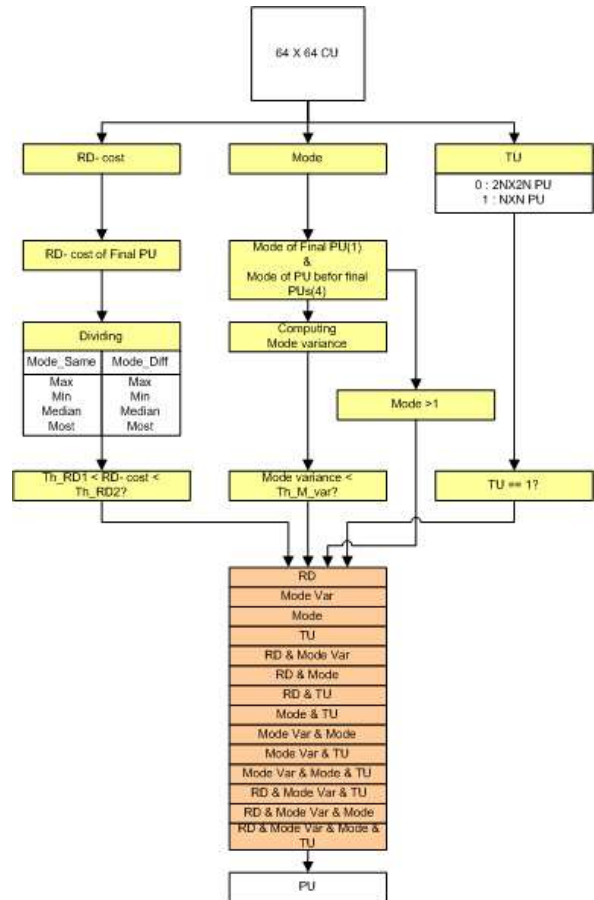 64 X 64 CU
RD- cost
Mode
TU
0 : 2NX2N PU
1 : NXN PU
RD- cost of Final PU
Mode of Final PU(1)
&
Mode of PU befor final
PUs(4)
Dividing
Mode_Same
Mode_Diff
Max
Max
Min
Min
Median
Median
Most
Most
Computing
Mode variance
Mode >1
Th_RD1 < RD- cost <
Th_RD2?
Mode variance <
Th_M_var?
TU == 1?
RD
Mode Var
Mode
TU
RD & Mode Var
RD & Mode
RD & TU
Mode & TU
Mode Var & Mode
Mode Var & TU
Mode Var & Mode & TU
RD & Mode Var & TU
RD & Mode Var & Mode
RD & Mode Var & Mode &
TU
PU